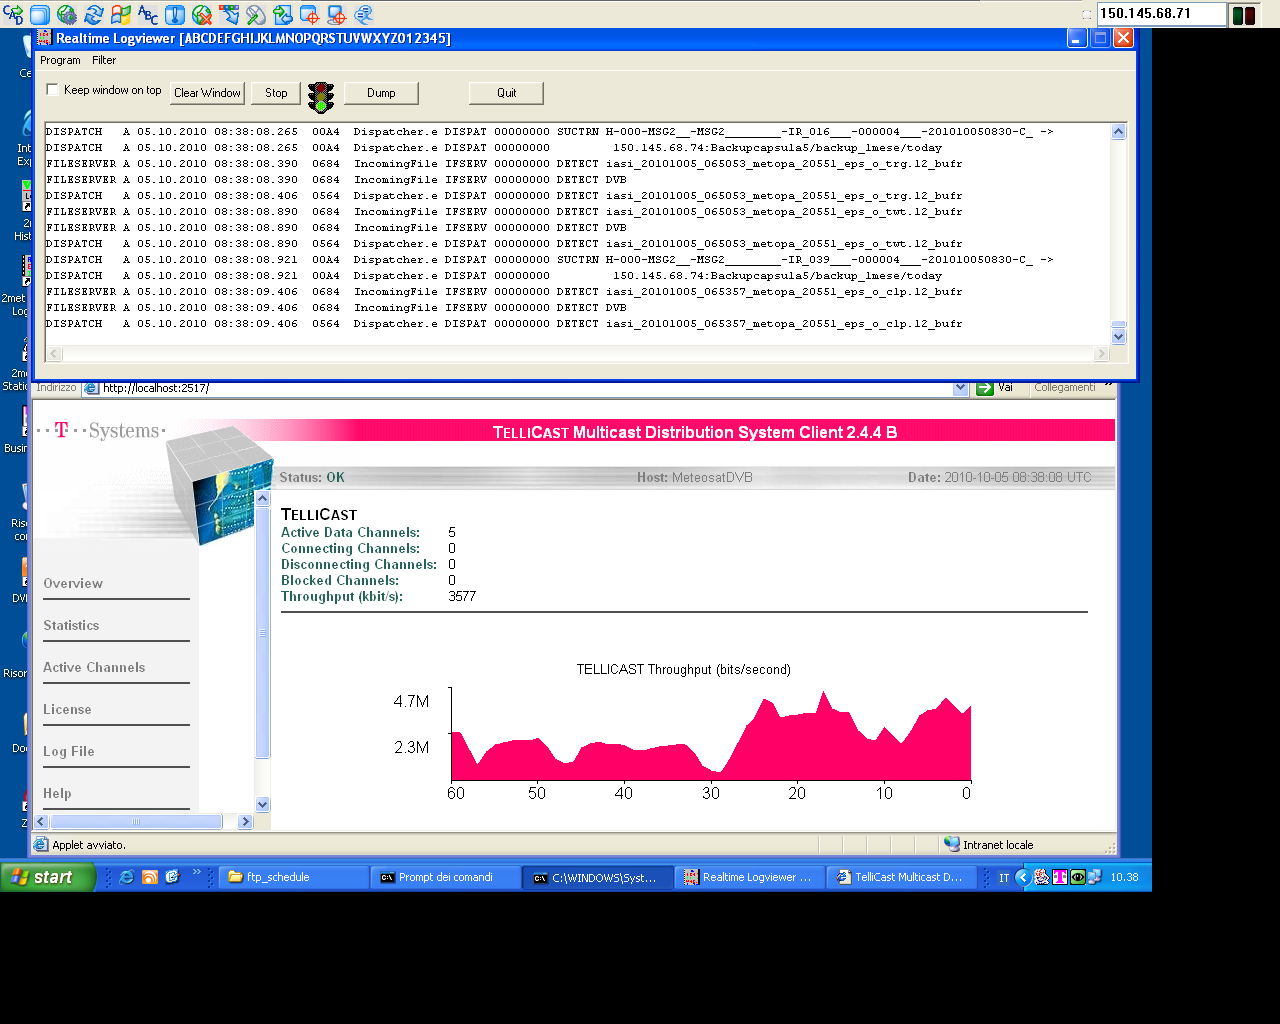 CAD
ABC
150.145.68.71
Realtime Logviewer [ABCDEFGHIJKLMNOPQRSTUVWXYZ012345]
Program Filter
Keep window on top Clear Window Stop Dump Quit
DISPATCH A 05.10.2010 08:38:08.265 00A4 Dispatcher.e DISPAT 00000000 SUCTRN H-000-MSG2__-MSG2________-IR_016___-000004___-201010050830-C_ ->
DISPATCH A 05.10.2010 08:38:08.265 00A4 Dispatcher.e DISPAT 00000000 150.145.68.74:Backupcapsula5/backup_lmese/today
FILESERVER A 05.10.2010 08:38:08.390 0684 IncomingFile IFSERV 00000000 DETECT iasi_20101005_065053_metopa_20551_eps_o_trg.l2_bufr
FILESERVER A 05.10.2010 08:38:08.390 0684 IncomingFile IFSERV 00000000 DETECT DVB
DISPATCH A 05.10.2010 08:38:08.406 0564 Dispatcher.e DISPAT 00000000 DETECT iasi_20101005_065053_metopa_20551_eps_o_trg.l2_bufr
FILESERVER A 05.10.2010 08:38:08.890 0684 IncomingFile IFSERV 00000000 DETECT iasi_20101005_065053_metopa_20551_eps_o_twt.l2_bufr
FILESERVER A 05.10.2010 08:38:08.890 0684 IncomingFile IFSERV 00000000 DETECT DVB
DISPATCH A 05.10.2010 08:38:08.890 0564 Dispatcher.e DISPAT 00000000 DETECT iasi_20101005_065053_metopa_20551_eps_o_twt.l2_bufr
DISPATCH A 05.10.2010 08:38:08.921 00A4 Dispatcher.e DISPAT 00000000 SUCTRN H-000-MSG2__-MSG2________-IR_039___-000004___-201010050830-C_ ->
DISPATCH A 05.10.2010 08:38:08.921 00A4 Dispatcher.e DISPAT 00000000 150.145.68.74:Backupcapsula5/backup_lmese/today
FILESERVER A 05.10.2010 08:38:09.406 0684 IncomingFile IFSERV 00000000 DETECT iasi_20101005_065357_metopa_20551_eps_o_clp.l2_bufr
FILESERVER A 05.10.2010 08:38:09.406 0684 IncomingFile IFSERV 00000000 DETECT DVB
DISPATCH A 05.10.2010 08:38:09.406 0564 Dispatcher.e DISPAT 00000000 DETECT iasi_20101005_065357_metopa_20551_eps_o_clp.l2_bufr
Indirizzo http://localhost:2517/ Vai Collegamenti
··T··Systems· TELLICAST Multicast Distribution System Client 2.4.4 B
Status: OK Host: MeteosatDVB Date: 2010-10-05 08:38:08 UTC
TELLICAST
Active Data Channels: 5
Connecting Channels: 0
Disconnecting Channels: 0
Blocked Channels: 0
Throughput (kbit/s): 3577
Overview
Statistics
Active Channels
License
Log File
Help
TELLICAST Throughput (bits/second)
4.7M
2.3M
60 50 40 30 20 10 0
Applet avviato. Intranet locale
start ftp_schedule Prompt dei comandi C:\WINDOWS\Syst... Realtime Logviewer ... TelliCast Multicast D... IT 10.38